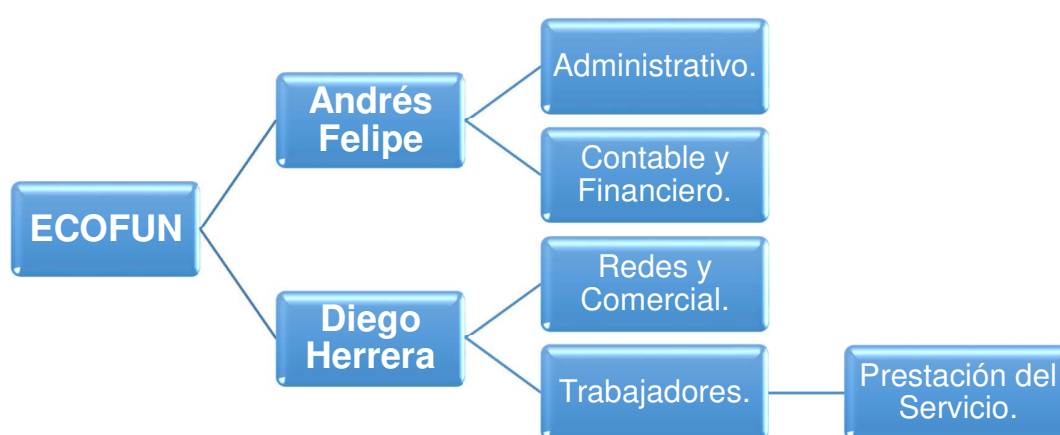 ECOFUN
Andrés
Felipe
Administrativo.
Contable y
Financiero.
Diego
Herrera
Redes y
Comercial.
Trabajadores.
Prestación del
Servicio.